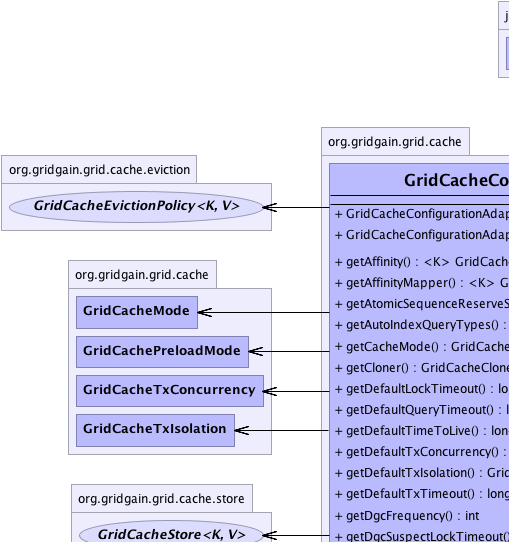 j
org.gridgain.grid.cache
GridCacheCo
+ GridCacheConfigurationAdap
+ GridCacheConfigurationAdap
+ getAffinity() : <K> GridCache
+ getAffinityMapper() : <K> G
+ getAtomicSequenceReserveS
+ getAutoIndexQueryTypes() :
+ getCacheMode() : GridCache
+ getCloner() : GridCacheClone
+ getDefaultLockTimeout() : lo
+ getDefaultQueryTimeout() : l
+ getDefaultTimeToLive() : long
+ getDefaultTxConcurrency() :
+ getDefaultTxIsolation() : Grid
+ getDefaultTxTimeout() : long
+ getDgcFrequency() : int
+ getDgcSuspectLockTimeout()
org.gridgain.grid.cache.eviction
GridCacheEvictionPolicy<K, V>
org.gridgain.grid.cache
GridCacheMode
GridCachePreloadMode
GridCacheTxConcurrency
GridCacheTxIsolation
org.gridgain.grid.cache.store
GridCacheStore<K, V>